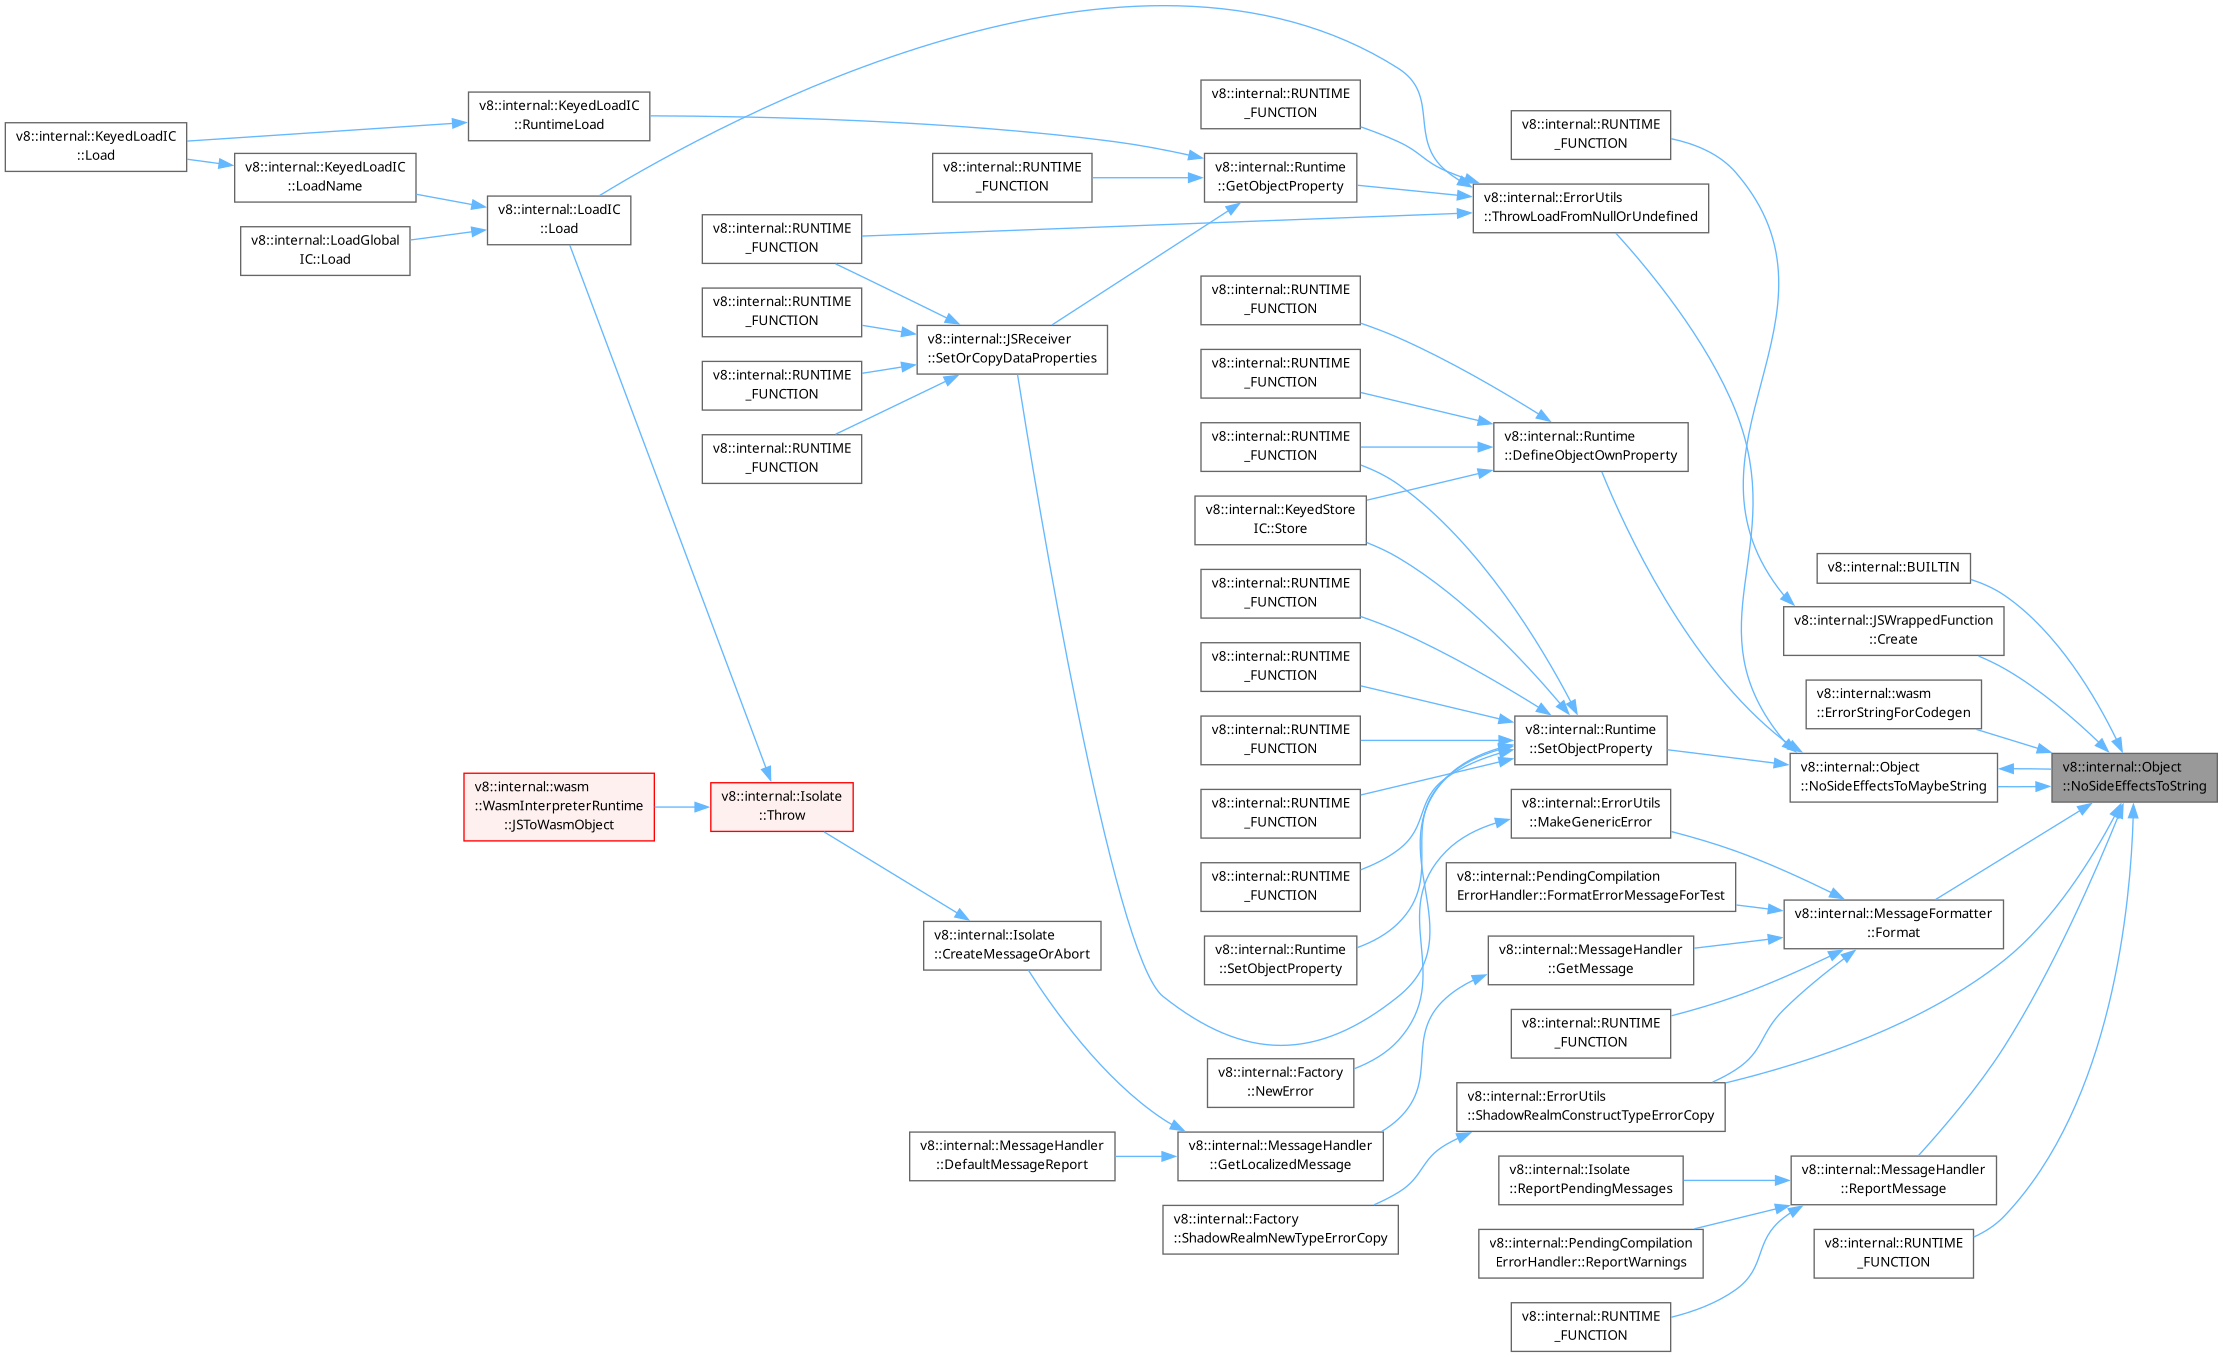 v8::internal::KeyedLoadIC
::Load
v8::internal::KeyedLoadIC
::RuntimeLoad
v8::internal::KeyedLoadIC
::LoadName
v8::internal::LoadGlobal
IC::Load
v8::internal::LoadIC
::Load
v8::internal::wasm
::WasmInterpreterRuntime
::JSToWasmObject
v8::internal::RUNTIME
_FUNCTION
v8::internal::RUNTIME
_FUNCTION
v8::internal::RUNTIME
_FUNCTION
v8::internal::RUNTIME
_FUNCTION
v8::internal::Isolate
::Throw
v8::internal::RUNTIME
_FUNCTION
v8::internal::JSReceiver
::SetOrCopyDataProperties
v8::internal::Isolate
::CreateMessageOrAbort
v8::internal::MessageHandler
::DefaultMessageReport
v8::internal::RUNTIME
_FUNCTION
v8::internal::Runtime
::GetObjectProperty
v8::internal::RUNTIME
_FUNCTION
v8::internal::RUNTIME
_FUNCTION
v8::internal::RUNTIME
_FUNCTION
v8::internal::KeyedStore
IC::Store
v8::internal::RUNTIME
_FUNCTION
v8::internal::RUNTIME
_FUNCTION
v8::internal::RUNTIME
_FUNCTION
v8::internal::RUNTIME
_FUNCTION
v8::internal::RUNTIME
_FUNCTION
v8::internal::Runtime
::SetObjectProperty
v8::internal::Factory
::NewError
v8::internal::MessageHandler
::GetLocalizedMessage
v8::internal::Factory
::ShadowRealmNewTypeErrorCopy
v8::internal::RUNTIME
_FUNCTION
v8::internal::ErrorUtils
::ThrowLoadFromNullOrUndefined
v8::internal::Runtime
::DefineObjectOwnProperty
v8::internal::Runtime
::SetObjectProperty
v8::internal::ErrorUtils
::MakeGenericError
v8::internal::PendingCompilation
ErrorHandler::FormatErrorMessageForTest
v8::internal::MessageHandler
::GetMessage
v8::internal::RUNTIME
_FUNCTION
v8::internal::ErrorUtils
::ShadowRealmConstructTypeErrorCopy
v8::internal::Isolate
::ReportPendingMessages
v8::internal::PendingCompilation
ErrorHandler::ReportWarnings
v8::internal::RUNTIME
_FUNCTION
v8::internal::BUILTIN
v8::internal::JSWrappedFunction
::Create
v8::internal::wasm
::ErrorStringForCodegen
v8::internal::Object
::NoSideEffectsToMaybeString
v8::internal::MessageFormatter
::Format
v8::internal::MessageHandler
::ReportMessage
v8::internal::RUNTIME
_FUNCTION
v8::internal::Object
::NoSideEffectsToString